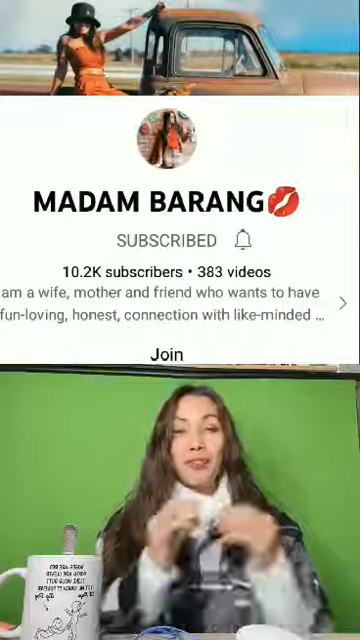 MADAM BARANG💋
SUBSCRIBED
10.2K subscribers • 383 videos
am a wife, mother and friend who wants to have
fun-loving, honest, connection with like-minded ...
Join